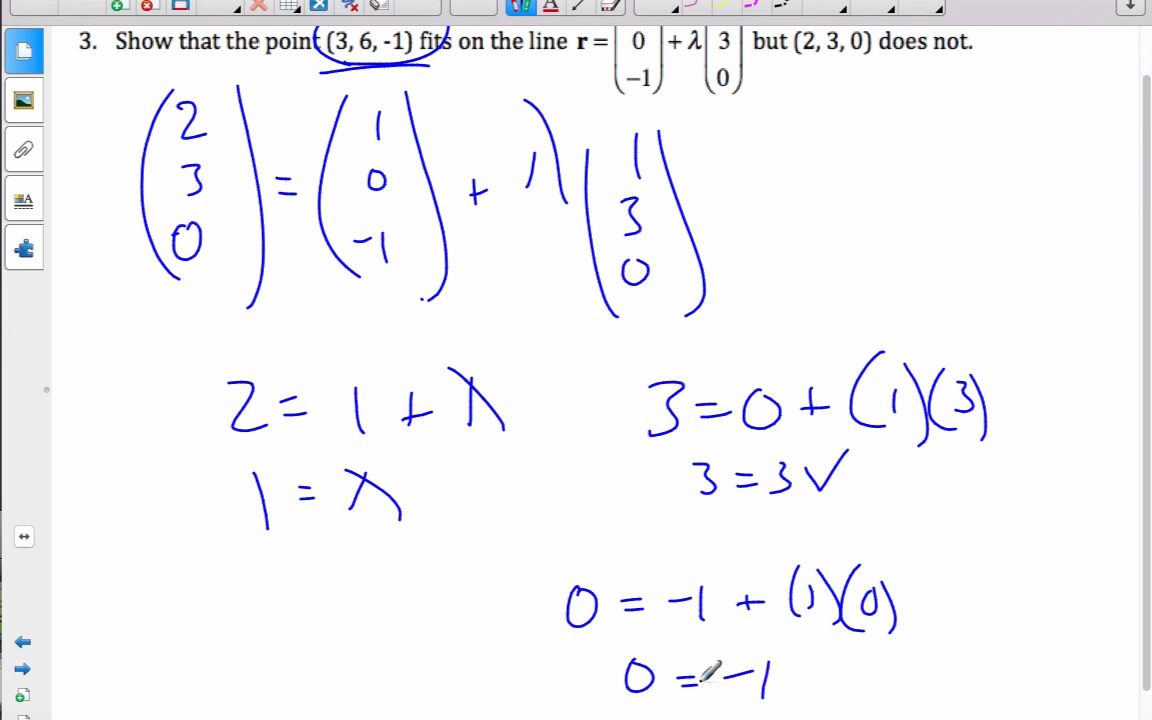 3. Show that the point (3, 6, -1) fits on the line r = ( 0 −1 ) + λ ( 3 0 ) but (2, 3, 0) does not.
( 2 3 0 ) = ( 1 0 -1 ) + λ ( 1 3 0 )
2 = 1 + λ
3 = 0 + (1)(3)
1 = λ
3 = 3 ✓
0 = -1 + (1)(0)
0 = -1